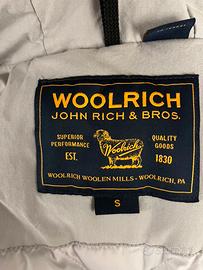 WOOLRICH
JOHN RICH & BROS.
SUPERIOR PERFORMANCE
QUALITY GOODS
Woolrich
EST.
1830
WOOLRICH WOOLEN MILLS - WOOLRICH, PA
S